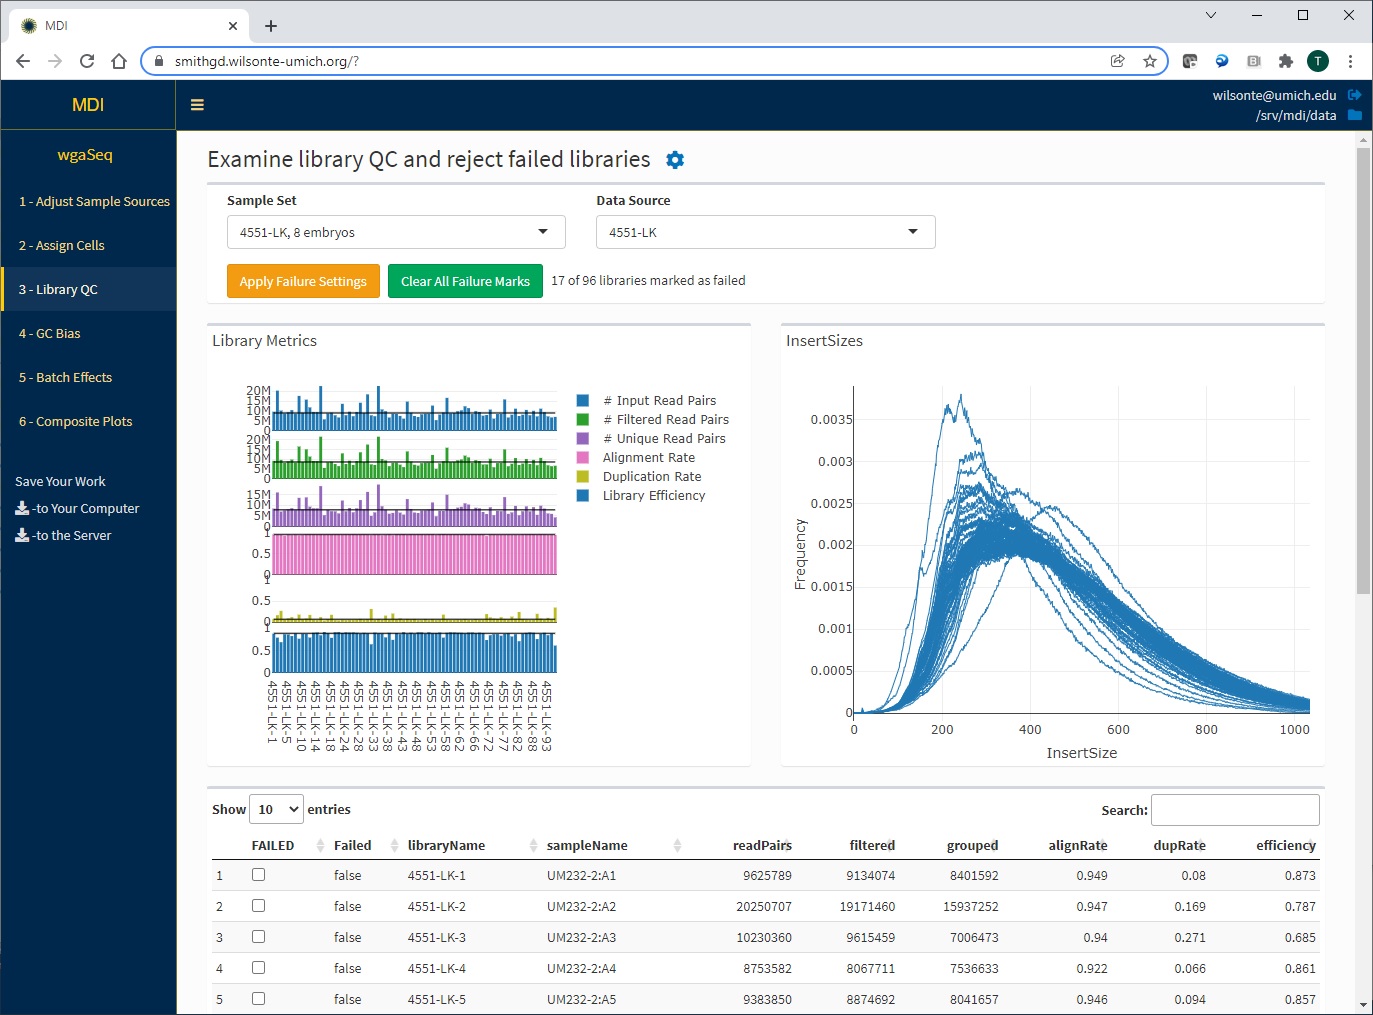 MDI
smithgd.wilsonte-umich.org/?
T
MDI
wilsonte@umich.edu
/srv/mdi/data
wgaSeq
1 - Adjust Sample Sources
2 - Assign Cells
3 - Library QC
4 - GC Bias
5 - Batch Effects
6 - Composite Plots
Save Your Work
-to Your Computer
-to the Server
Examine library QC and reject failed libraries
Sample Set
Data Source
4551-LK, 8 embryos
4551-LK
Apply Failure Settings
Clear All Failure Marks
17 of 96 libraries marked as failed
Library Metrics
20M
15M
10M
5M
0
20M
15M
10M
5M
0
15M
10M
5M
0
1
0.5
0
1
0.5
0
1
0.5
0
4551-LK-1
4551-LK-5
4551-LK-10
4551-LK-14
4551-LK-18
4551-LK-24
4551-LK-28
4551-LK-33
4551-LK-38
4551-LK-43
4551-LK-48
4551-LK-53
4551-LK-58
4551-LK-62
4551-LK-66
4551-LK-72
4551-LK-77
4551-LK-82
4551-LK-88
4551-LK-93
# Input Read Pairs
# Filtered Read Pairs
# Unique Read Pairs
Alignment Rate
Duplication Rate
Library Efficiency
InsertSizes
Frequency
0.0035
0.003
0.0025
0.002
0.0015
0.001
0.0005
0
0 200 400 600 800 1000
InsertSize
Show 10 entries
Search:
FAILED Failed libraryName sampleName readPairs filtered grouped alignRate dupRate efficiency
1 false 4551-LK-1 UM232-2:A1 9625789 9134074 8401592 0.949 0.08 0.873
2 false 4551-LK-2 UM232-2:A2 20250707 19171460 15937252 0.947 0.169 0.787
3 false 4551-LK-3 UM232-2:A3 10230360 9615459 7006473 0.94 0.271 0.685
4 false 4551-LK-4 UM232-2:A4 8753582 8067711 7536633 0.922 0.066 0.861
5 false 4551-LK-5 UM232-2:A5 9383850 8874692 8041657 0.946 0.094 0.857